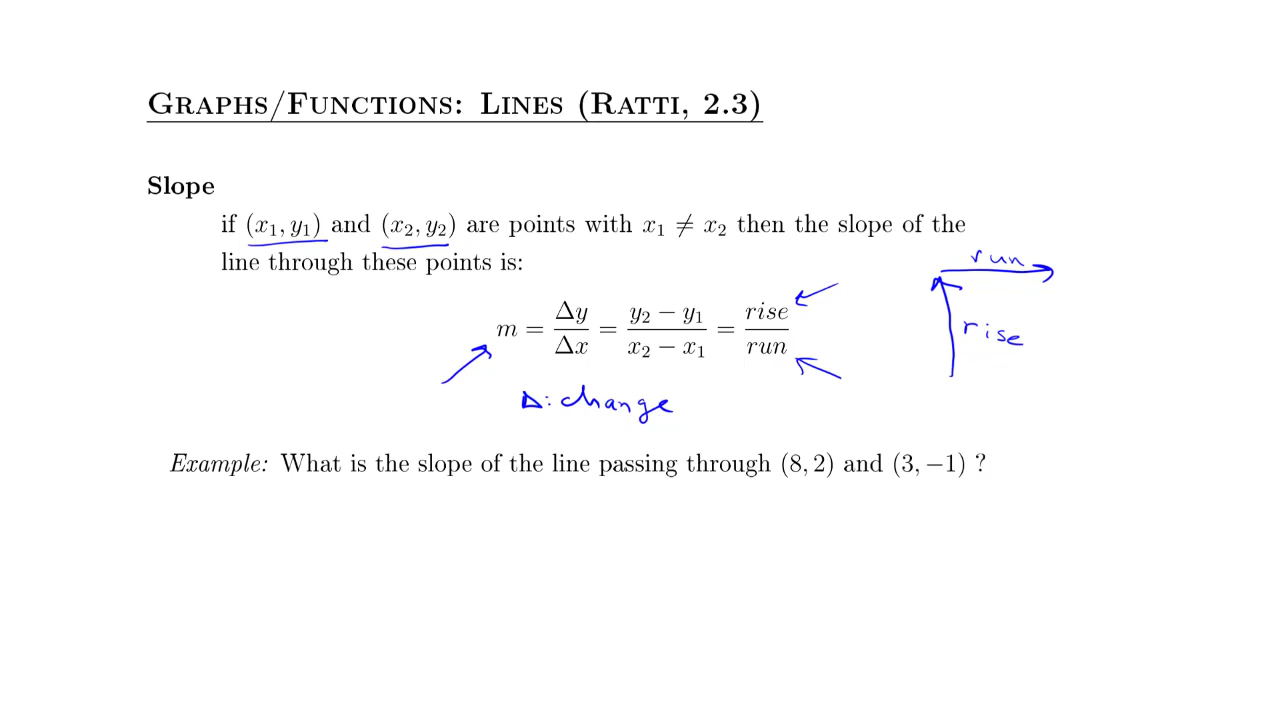 GRAPHS/FUNCTIONS: LINES (RATTI, 2.3)
Slope
if (x₁, y₁) and (x₂, y₂) are points with x₁ ≠ x₂ then the slope of the
line through these points is:
run
m = Δy/Δx = (y₂ − y₁)/(x₂ − x₁) = rise/run
rise
Δ: change
Example: What is the slope of the line passing through (8, 2) and (3, −1) ?